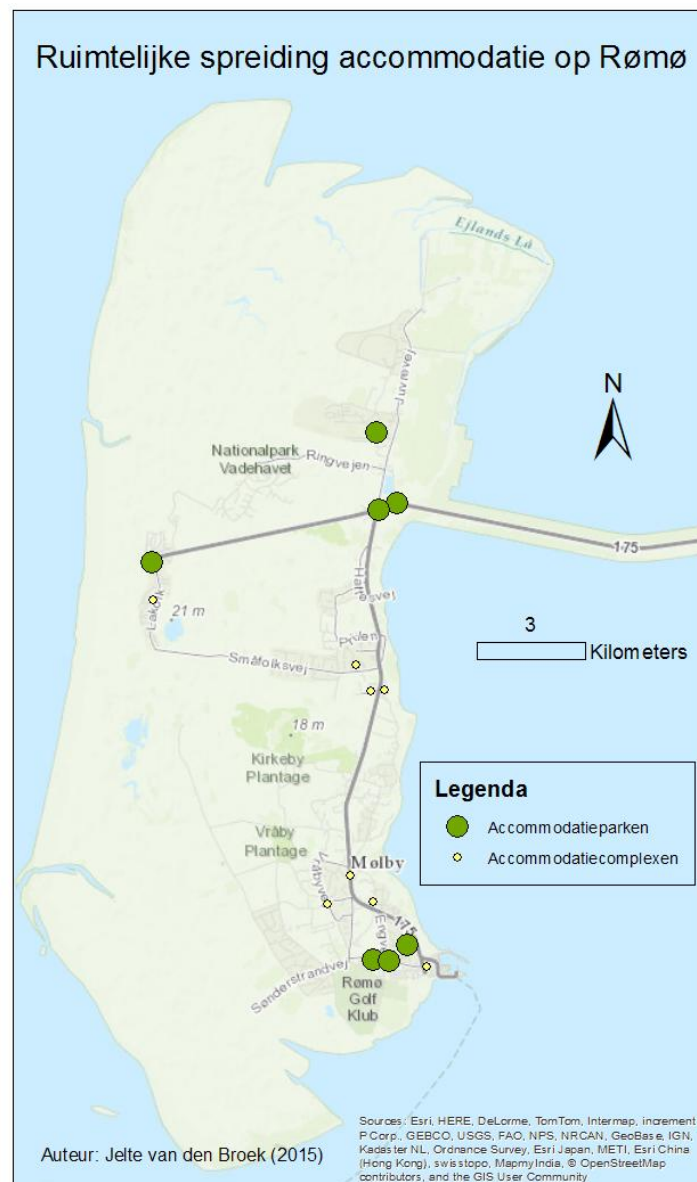 Ruimtelijke spreiding accommodatie op Rømø
Ejlands Lå
Juvrevej
N
Nationalpark
Vadehavet
Ringvejen
175
Lakolk
21 m
Småfolksvej
3
Kilometers
18 m
Kirkeby
Plantage
Legenda
Accommodatieparken
Accommodatiecomplexen
Vråby
Plantage
Mølby
175
Sønderstrandvej
Rømø
Golf
Klub
Auteur: Jelte van den Broek (2015)
Sources: Esri, HERE, DeLorme, TomTom, Intermap, increment
P Corp., GEBCO, USGS, FAO, NPS, NRCAN, GeoBase, IGN,
Kadaster NL, Ordnance Survey, Esri Japan, METI, Esri China
(Hong Kong), swisstopo, MapmyIndia, © OpenStreetMap
contributors, and the GIS User Community